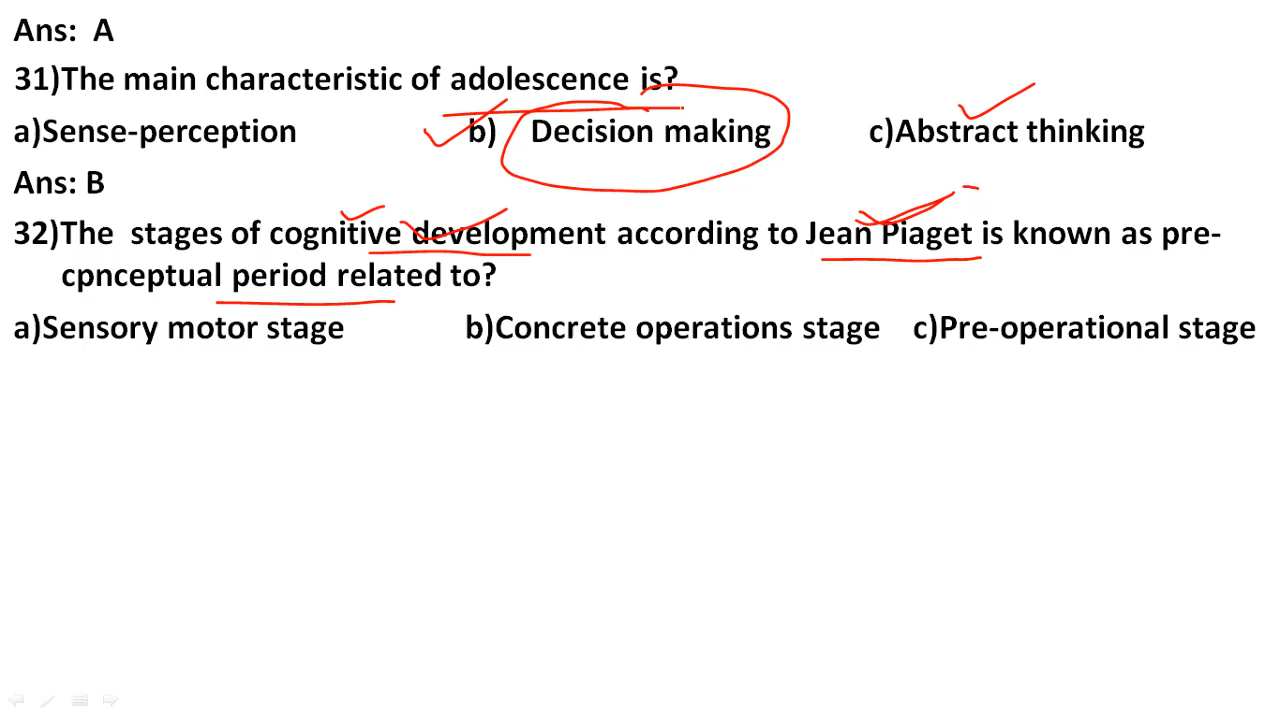 Ans: A
31)The main characteristic of adolescence is?
a)Sense-perception b) Decision making c)Abstract thinking
Ans: B
32)The stages of cognitive development according to Jean Piaget is known as pre-
cpnceptual period related to?
a)Sensory motor stage b)Concrete operations stage c)Pre-operational stage